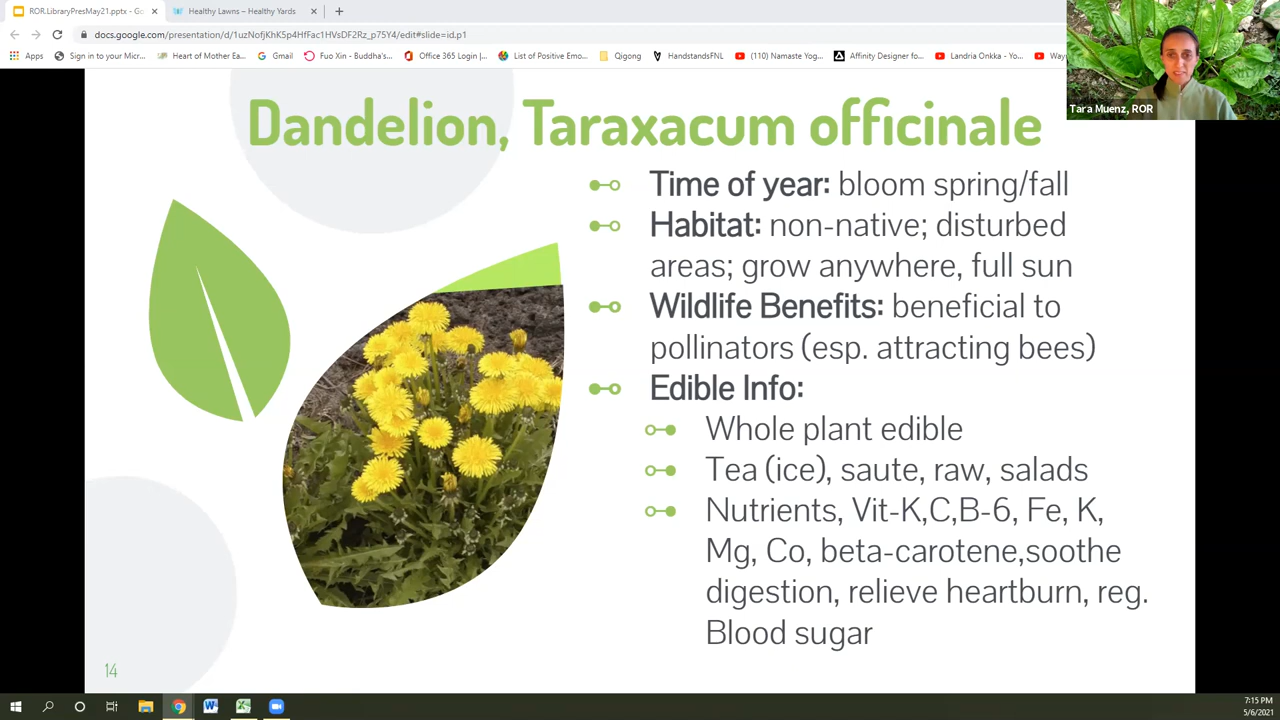 ROR.LibraryPresMay21.pptx - Go
Healthy Lawns – Healthy Yards
docs.google.com/presentation/d/1uzNofjKhK5p4HfFac1HVsDF2Rz_p75Y4/edit#slide=id.p1
Apps Sign in to your Micr... Heart of Mother Ea... Gmail Fuo Xin - Buddha's... Office 365 Login |... List of Positive Emo... Qigong HandstandsFNL (110) Namaste Yog... Affinity Designer fo... Landria Onkka - Yo... Way
Tara Muenz, ROR
Dandelion, Taraxacum officinale
Time of year: bloom spring/fall
Habitat: non-native; disturbed
areas; grow anywhere, full sun
Wildlife Benefits: beneficial to
pollinators (esp. attracting bees)
Edible Info:
Whole plant edible
Tea (ice), saute, raw, salads
Nutrients, Vit-K,C,B-6, Fe, K,
Mg, Co, beta-carotene,soothe
digestion, relieve heartburn, reg.
Blood sugar
14
7:15 PM
5/6/2021